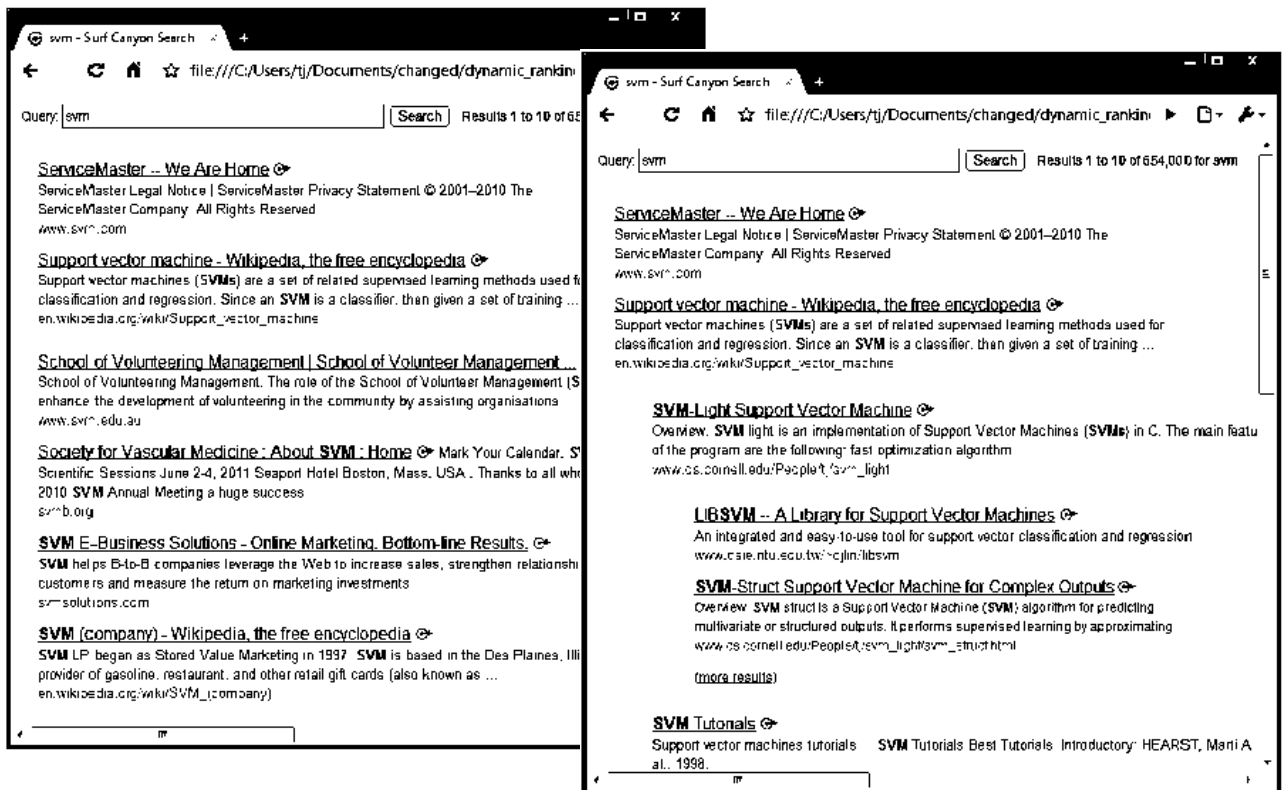 svm - Surf Canyon Search
file:///C:/Users/tj/Documents/changed/dynamic_rankin
Query: svm Search Results 1 to 10 of 65
ServiceMaster -- We Are Home
ServiceMaster Legal Notice | ServiceMaster Privacy Statement © 2001–2010 The
ServiceMaster Company All Rights Reserved
www.svm.com
Support vector machine - Wikipedia, the free encyclopedia
Support vector machines (SVMs) are a set of related supervised learning methods used f
classification and regression. Since an SVM is a classifier, then given a set of training ...
en.wikipedia.org/wiki/Support_vector_machine
School of Volunteering Management | School of Volunteer Management ...
School of Volunteering Management. The role of the School of Volunteer Management (S
enhance the development of volunteering in the community by assisting organisations
www.svm.edu.au
Society for Vascular Medicine : About SVM : Home Mark Your Calendar. S
Scientific Sessions June 2-4, 2011 Seaport Hotel Boston, Mass. USA . Thanks to all who
2010 SVM Annual Meeting a huge success
svmb.org
SVM E–Business Solutions - Online Marketing. Bottom-line Results.
SVM helps B-to-B companies leverage the Web to increase sales, strengthen relationshi
customers and measure the return on marketing investments
svmsolutions.com
SVM (company) - Wikipedia, the free encyclopedia
SVM LP began as Stored Value Marketing in 1997 SVM is based in the Des Plaines, Illi
provider of gasoline, restaurant, and other retail gift cards (also known as ...
en.wikipedia.org/wiki/SVM_(company)
svm - Surf Canyon Search
file:///C:/Users/tj/Documents/changed/dynamic_rankin
Query: svm Search Results 1 to 10 of 654,000 for svm
ServiceMaster -- We Are Home
ServiceMaster Legal Notice | ServiceMaster Privacy Statement © 2001–2010 The
ServiceMaster Company All Rights Reserved
www.svm.com
Support vector machine - Wikipedia, the free encyclopedia
Support vector machines (SVMs) are a set of related supervised learning methods used for
classification and regression. Since an SVM is a classifier, then given a set of training ...
en.wikipedia.org/wiki/Support_vector_machine
SVM-Light Support Vector Machine
Overview. SVM light is an implementation of Support Vector Machines (SVMs) in C. The main featu
of the program are the following: fast optimization algorithm
www.cs.cornell.edu/People/tj/svm_light
LIBSVM -- A Library for Support Vector Machines
An integrated and easy-to-use tool for support vector classification and regression
www.csie.ntu.edu.tw/~cjlin/libsvm
SVM-Struct Support Vector Machine for Complex Outputs
Overview SVM struct is a Support Vector Machine (SVM) algorithm for predicting
multivariate or structured outputs. It performs supervised learning by approximating
www.cs.cornell.edu/People/tj/svm_light/svm_struct.html
(more results)
SVM Tutorials
Support vector machines tutorials SVM Tutorials Best Tutorials Introductory: HEARST, Marti A
al.. 1998.